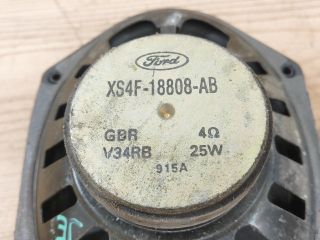 Ford
XS4F-18808-AB
GBR 4Ω
V34RB 25W
915A